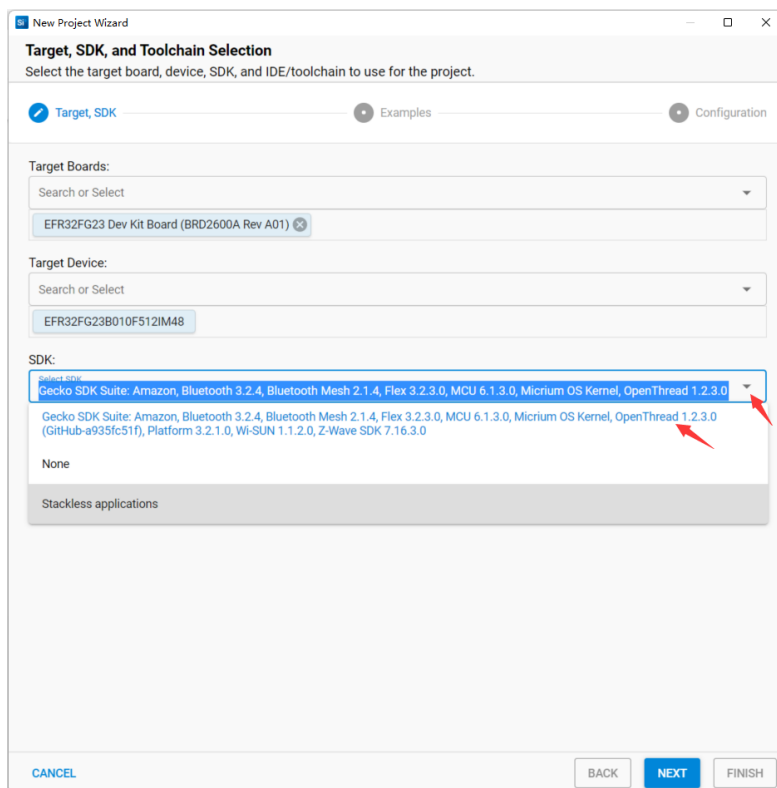 Si New Project Wizard
Target, SDK, and Toolchain Selection
Select the target board, device, SDK, and IDE/toolchain to use for the project.
Target, SDK
Examples
Configuration
Target Boards:
Search or Select
EFR32FG23 Dev Kit Board (BRD2600A Rev A01)
Target Device:
Search or Select
EFR32FG23B010F512IM48
SDK:
Select SDK
Gecko SDK Suite: Amazon, Bluetooth 3.2.4, Bluetooth Mesh 2.1.4, Flex 3.2.3.0, MCU 6.1.3.0, Micrium OS Kernel, OpenThread 1.2.3.0
Gecko SDK Suite: Amazon, Bluetooth 3.2.4, Bluetooth Mesh 2.1.4, Flex 3.2.3.0, MCU 6.1.3.0, Micrium OS Kernel, OpenThread 1.2.3.0
(GitHub-a935fc51f), Platform 3.2.1.0, Wi-SUN 1.1.2.0, Z-Wave SDK 7.16.3.0
None
Stackless applications
CANCEL
BACK
NEXT
FINISH